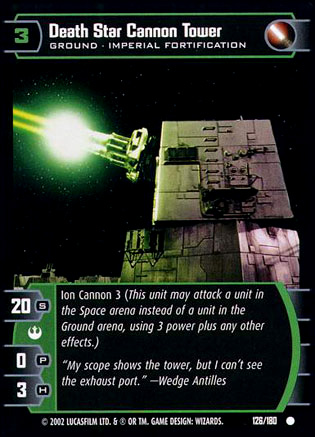 3
Death Star Cannon Tower
GROUND · IMPERIAL FORTIFICATION
20 S
Ion Cannon 3 (This unit may attack a unit in
the Space arena instead of a unit in the
Ground arena, using 3 power plus any other
effects.)
0 P
"My scope shows the tower, but I can't see
the exhaust port." —Wedge Antilles
3 H
© 2002 LUCASFILM LTD. & ® OR TM. GAME DESIGN: WIZARDS.
126/180